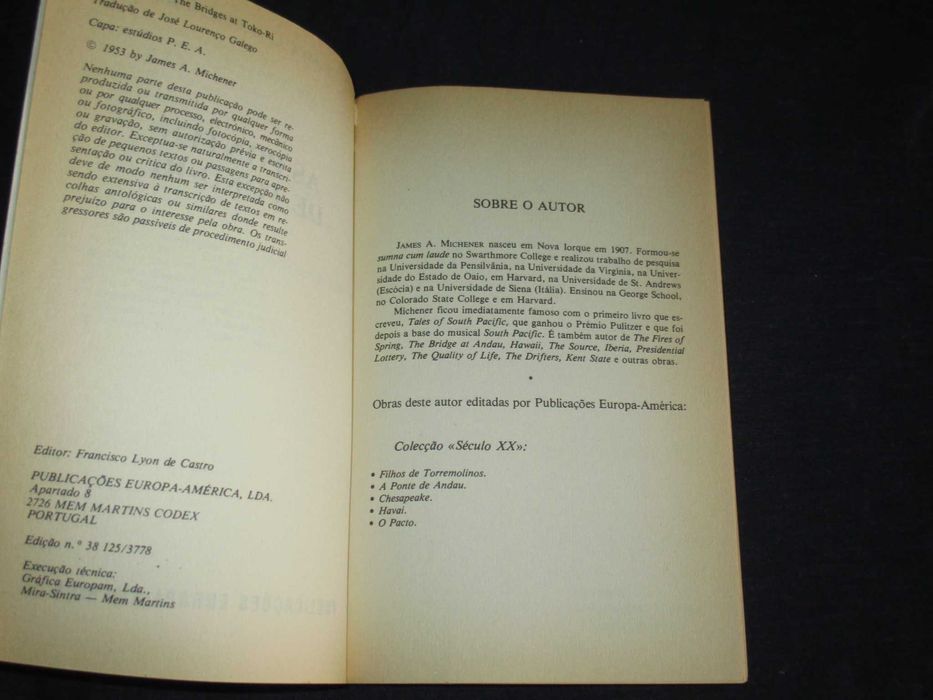 The Bridges at Toko-Ri
Tradução de José Lourenço Galego
Capa: estúdios P. E. A.
© 1953 by James A. Michener
Nenhuma parte desta publicação pode ser re-
produzida ou transmitida por qualquer forma
ou por qualquer processo, electrónico, mecânico
ou fotográfico, incluindo fotocópia, xerocópia
ou gravação, sem autorização prévia e escrita
do editor. Exceptua-se naturalmente a transcri-
ção de pequenos textos ou passagens para apre-
sentação ou crítica do livro. Esta excepção não
deve de modo nenhum ser interpretada como
sendo extensiva à transcrição de textos em re-
colhas antológicas ou similares donde resulte
prejuízo para o interesse pela obra. Os trans-
gressores são passíveis de procedimento judicial
Editor: Francisco Lyon de Castro
PUBLICAÇÕES EUROPA-AMÉRICA, LDA.
Apartado 8
2726 MEM MARTINS CODEX
PORTUGAL
Edição n.º 38 125/3778
Execução técnica:
Gráfica Europam, Lda.,
Mira-Sintra — Mem Martins
SOBRE O AUTOR
JAMES A. MICHENER nasceu em Nova Iorque em 1907. Formou-se
sumna cum laude no Swarthmore College e realizou trabalho de pesquisa
na Universidade da Pensilvânia, na Universidade da Virgínia, na Univer-
sidade do Estado de Oaio, em Harvard, na Universidade de St. Andrews
(Escócia) e na Universidade de Siena (Itália). Ensinou na George School,
no Colorado State College e em Harvard.
Michener ficou imediatamente famoso com o primeiro livro que es-
creveu, Tales of South Pacific, que ganhou o Prémio Pulitzer e que foi
depois a base do musical South Pacific. É também autor de The Fires of
Spring, The Bridge at Andau, Hawaii, The Source, Iberia, Presidential
Lottery, The Quality of Life, The Drifters, Kent State e outras obras.
•
Obras deste autor editadas por Publicações Europa-América:
Colecção «Século XX»:
• Filhos de Torremolinos.
• A Ponte de Andau.
• Chesapeake.
• Havai.
• O Pacto.